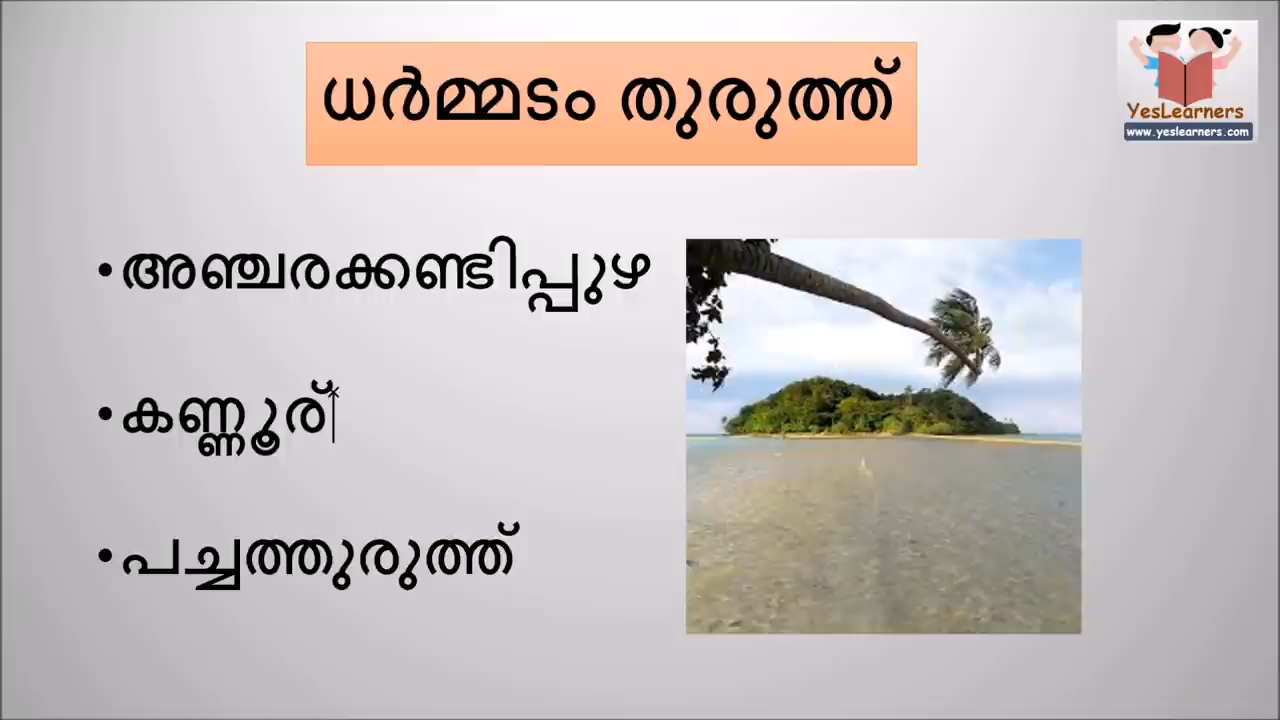 ധർമ്മടം തുരുത്ത്
YesLearners
www.yeslearners.com
•അഞ്ചരക്കണ്ടിപ്പുഴ
•കണ്ണൂര്‍
•പച്ചത്തുരുത്ത്